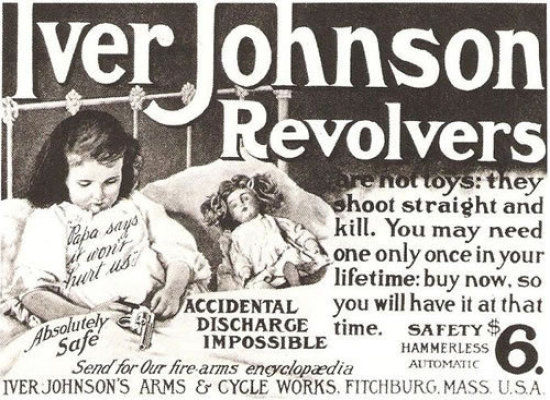 Iver Johnson
Revolvers
are not toys: they
shoot straight and
kill. You may need
one only once in your
lifetime: buy now, so
you will have it at that
time.
Papa says
it won't
hurt us
Absolutely
Safe
ACCIDENTAL
DISCHARGE
IMPOSSIBLE
SAFETY
HAMMERLESS
AUTOMATIC
$6.
Send for Our fire-arms encyclopædia
IVER JOHNSON'S ARMS & CYCLE WORKS, FITCHBURG, MASS. U.S.A.